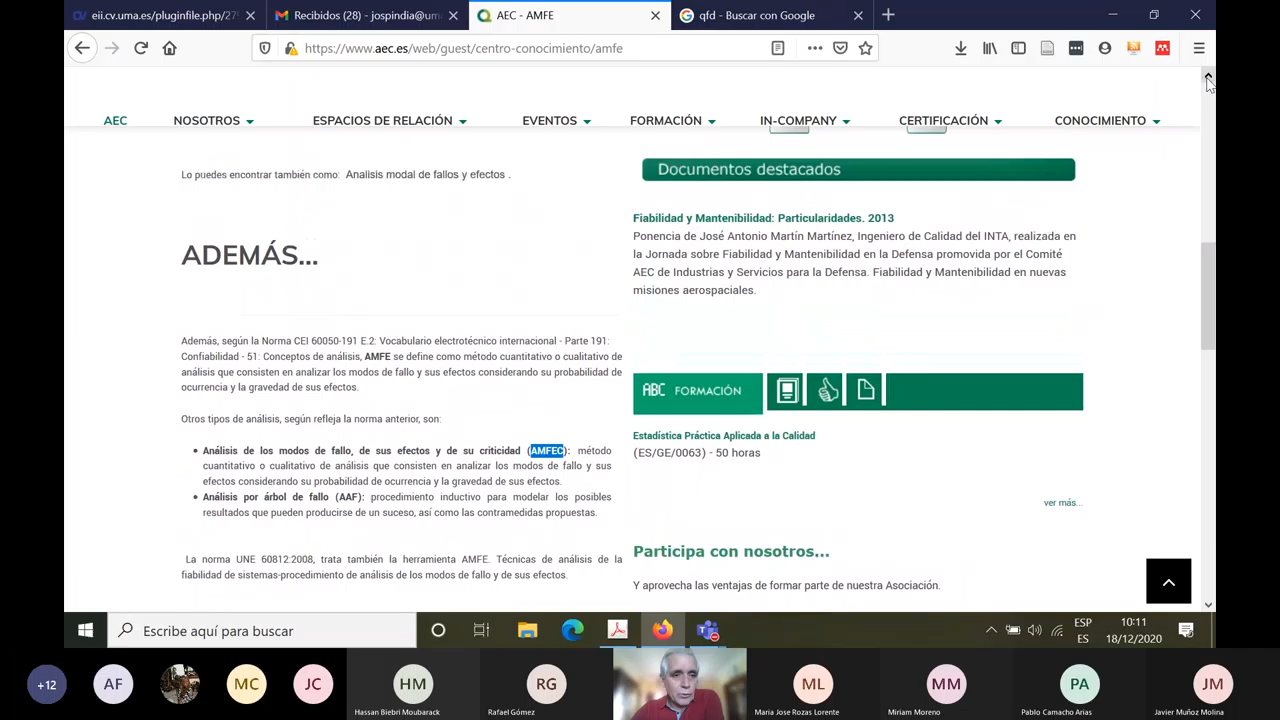 eii.cv.uma.es/pluginfile.php/27
Recibidos (28) - jospindia@um
AEC - AMFE
qfd - Buscar con Google
https://www.aec.es/web/guest/centro-conocimiento/amfe
AEC
NOSOTROS
ESPACIOS DE RELACIÓN
EVENTOS
FORMACIÓN
IN-COMPANY
CERTIFICACIÓN
CONOCIMIENTO
Lo puedes encontrar también como: Analisis modal de fallos y efectos .
ADEMÁS...
Además, según la Norma CEI 60050-191 E.2: Vocabulario electrotécnico internacional - Parte 191:
Confiabilidad - 51: Conceptos de análisis, AMFE se define como método cuantitativo o cualitativo de
análisis que consisten en analizar los modos de fallo y sus efectos considerando su probabilidad de
ocurrencia y la gravedad de sus efectos.
Otros tipos de análisis, según refleja la norma anterior, son:
Análisis de los modos de fallo, de sus efectos y de su criticidad (AMFEC): método
cuantitativo o cualitativo de análisis que consisten en analizar los modos de fallo y sus
efectos considerando su probabilidad de ocurrencia y la gravedad de sus efectos.
Análisis por árbol de fallo (AAF): procedimiento inductivo para modelar los posibles
resultados que pueden producirse de un suceso, así como las contramedidas propuestas.
La norma UNE 60812:2008, trata también la herramienta AMFE. Técnicas de análisis de la
fiabilidad de sistemas-procedimiento de análisis de los modos de fallo y de sus efectos.
Documentos destacados
Fiabilidad y Mantenibilidad: Particularidades. 2013
Ponencia de José Antonio Martín Martínez, Ingeniero de Calidad del INTA, realizada en
la Jornada sobre Fiabilidad y Mantenibilidad en la Defensa promovida por el Comité
AEC de Industrias y Servicios para la Defensa. Fiabilidad y Mantenibilidad en nuevas
misiones aerospaciales.
ABC FORMACIÓN
Estadística Práctica Aplicada a la Calidad
(ES/GE/0063) - 50 horas
ver más...
Participa con nosotros...
Y aprovecha las ventajas de formar parte de nuestra Asociación.
Escribe aquí para buscar
ESP
ES
10:11
18/12/2020
+12
AF
MC
JC
HM
Hassan Biebri Moubarack
RG
Rafael Gómez
ML
Maria Jose Rozas Lorente
MM
Miriam Moreno
PA
Pablo Camacho Arias
JM
Javier Muñoz Molina